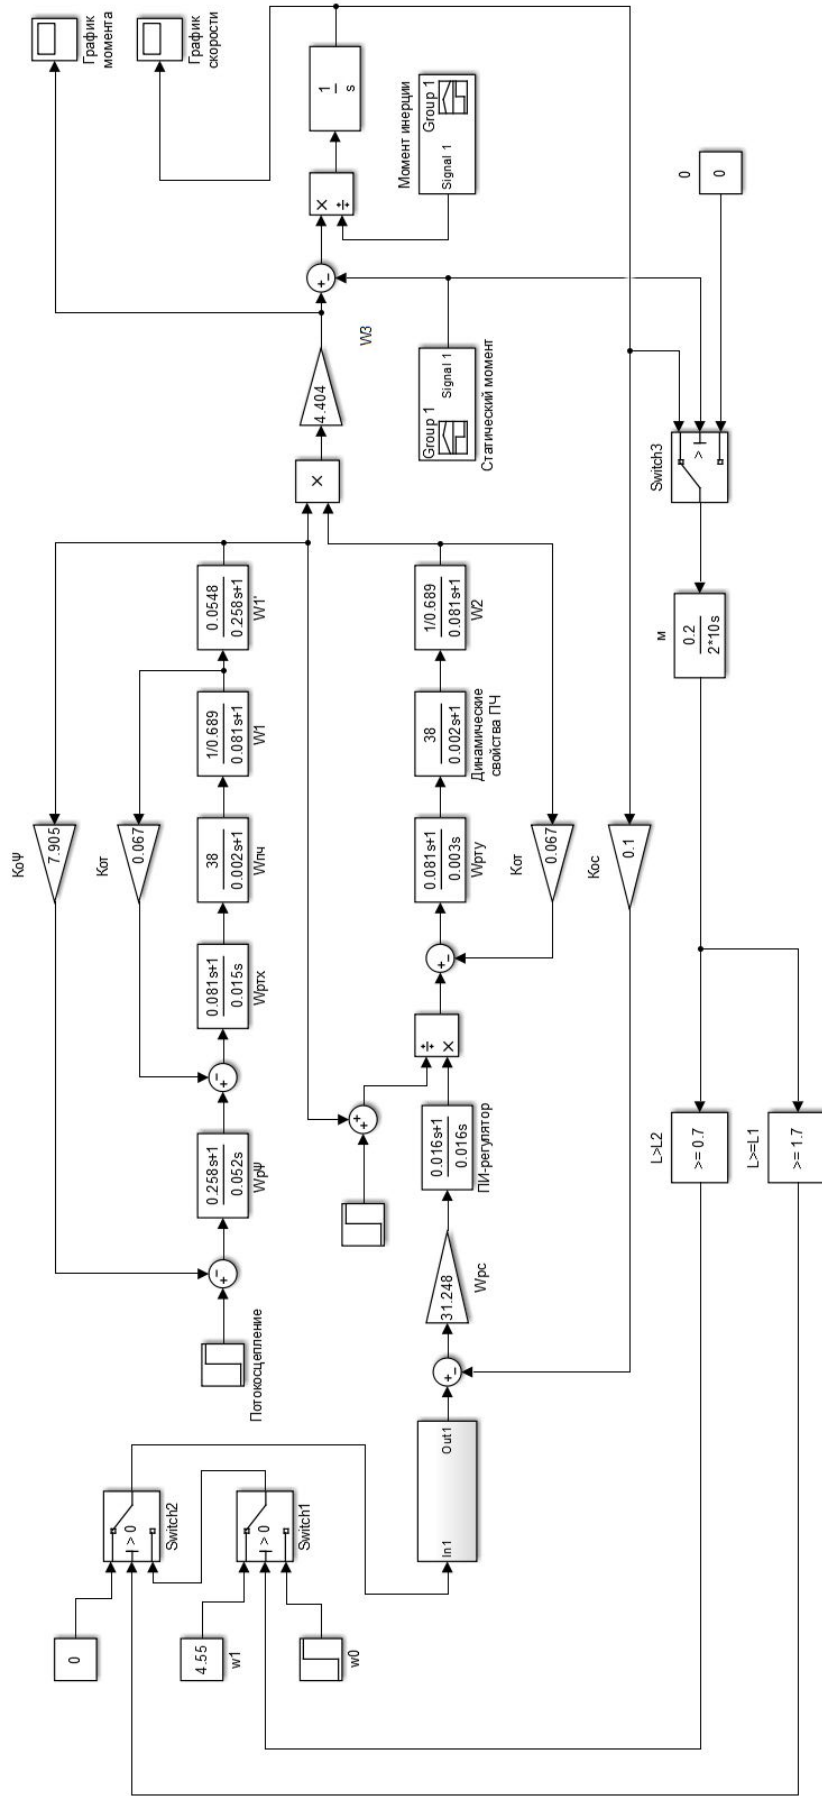 График
момента
График
скорости
1
s
Момент инерции
Group 1
Signal 1
×
÷
+
-
W3
4.404
Group 1
Signal 1
Статический момент
×
0
0
Switch3
>
м
0.2
2*10s
KoΨ
7.905
Кот
0.067
0.0548
0.258s+1
W1'
1/0.689
0.081s+1
W1
38
0.002s+1
Wпч
0.081s+1
0.015s
Wртх
+
-
0.258s+1
0.052s
WрΨ
+
-
Потокосцепление
1/0.689
0.081s+1
W2
38
0.002s+1
Динамические
свойства ПЧ
0.081s+1
0.003s
Wрту
Кот
0.067
Кос
0.1
+
-
÷
×
+
+
0.016s+1
0.016s
ПИ-регулятор
31.248
Wрс
+
-
Out1
In1
L>L2
>= 0.7
L>=L1
>= 1.7
> 0
Switch2
> 0
Switch1
0
4.55
w1
w0